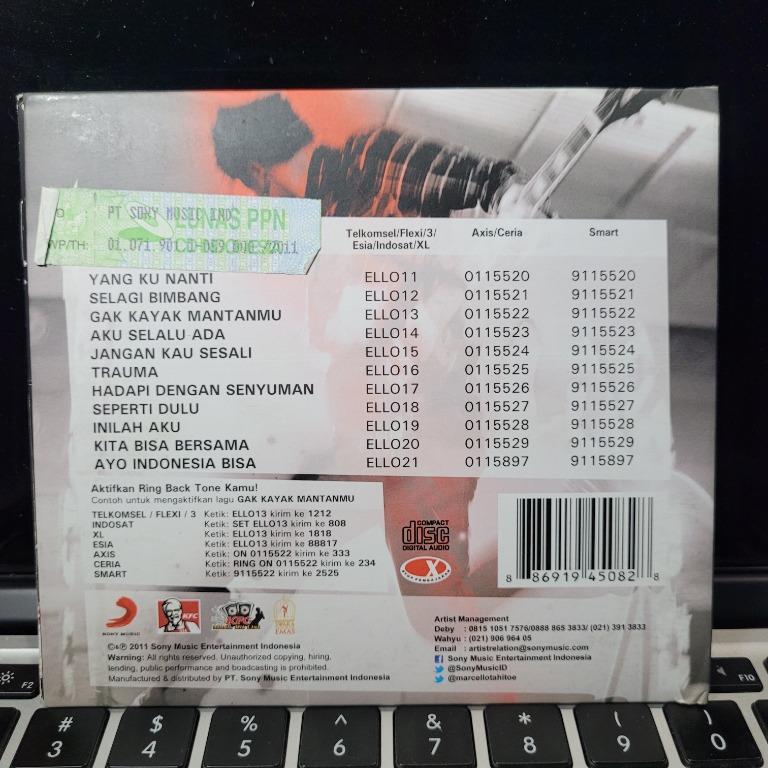 PT SONY MUSIC IND
LUNAS PPN
WP/TH:
Telkomsel/Flexi/3/ Axis/Ceria Smart
Esia/Indosat/XL
YANG KU NANTI ELLO11 0115520 9115520
SELAGI BIMBANG ELLO12 0115521 9115521
GAK KAYAK MANTANMU ELLO13 0115522 9115522
AKU SELALU ADA ELLO14 0115523 9115523
JANGAN KAU SESALI ELLO15 0115524 9115524
TRAUMA ELLO16 0115525 9115525
HADAPI DENGAN SENYUMAN ELLO17 0115526 9115526
SEPERTI DULU ELLO18 0115527 9115527
INILAH AKU ELLO19 0115528 9115528
KITA BISA BERSAMA ELLO20 0115529 9115529
AYO INDONESIA BISA ELLO21 0115897 9115897
Aktifkan Ring Back Tone Kamu!
Contoh untuk mengaktifkan lagu GAK KAYAK MANTANMU
TELKOMSEL / FLEXI / 3 Ketik: ELLO13 kirim ke 1212
INDOSAT Ketik: SET ELLO13 kirim ke 808
XL Ketik: ELLO13 kirim ke 1818
ESIA Ketik: ELLO13 kirim ke 88817
AXIS Ketik: ON 0115522 kirim ke 333
CERIA Ketik: RING ON 0115522 kirim ke 234
SMART Ketik: 9115522 kirim ke 2525
COMPACT
disc
DIGITAL AUDIO
X
8 86919 45082 8
SONY MUSIC
KFC
EMAS
©&℗ 2011 Sony Music Entertainment Indonesia
Warning: All rights reserved. Unauthorized copying, hiring,
lending, public performance and broadcasting is prohibited.
Manufactured & distributed by PT. Sony Music Entertainment Indonesia
Artist Management
Deby : 0815 1051 7576/0888 865 3833/ (021) 391 3833
Wahyu : (021) 906 964 05
Email : artistrelation@sonymusic.com
Sony Music Entertainment Indonesia
@SonyMusicID
@marcellotahitoe
F2
F10
# $ % ^ & * ( )
3 4 5 6 7 8 9 0